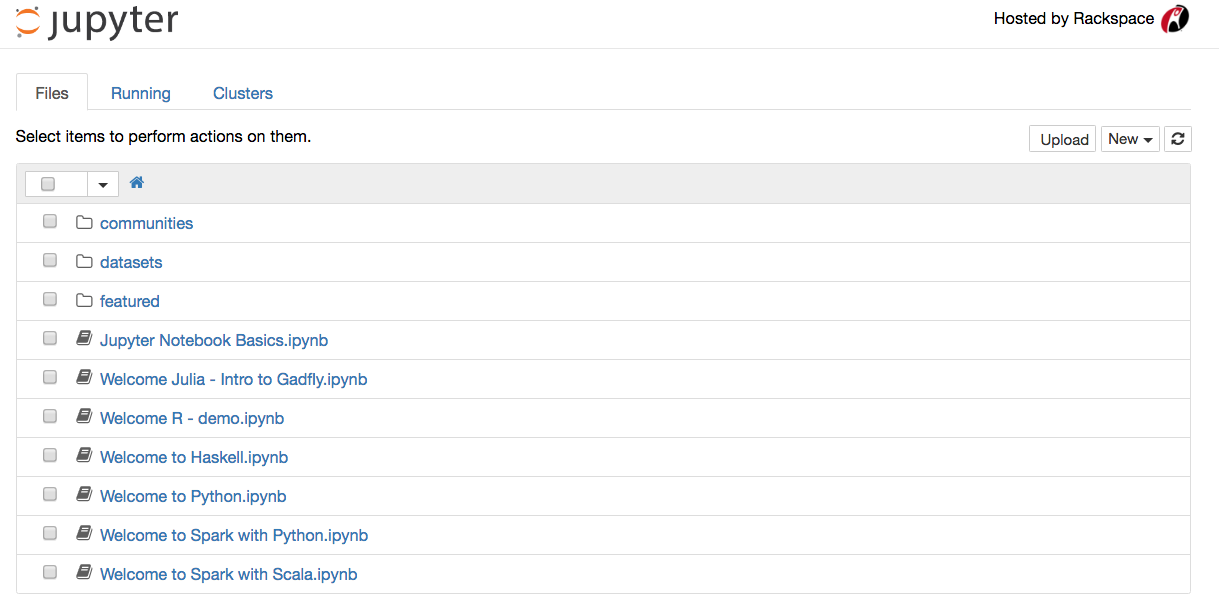 jupyter
Hosted by Rackspace
Files Running Clusters
Select items to perform actions on them.
Upload New
communities
datasets
featured
Jupyter Notebook Basics.ipynb
Welcome Julia - Intro to Gadfly.ipynb
Welcome R - demo.ipynb
Welcome to Haskell.ipynb
Welcome to Python.ipynb
Welcome to Spark with Python.ipynb
Welcome to Spark with Scala.ipynb